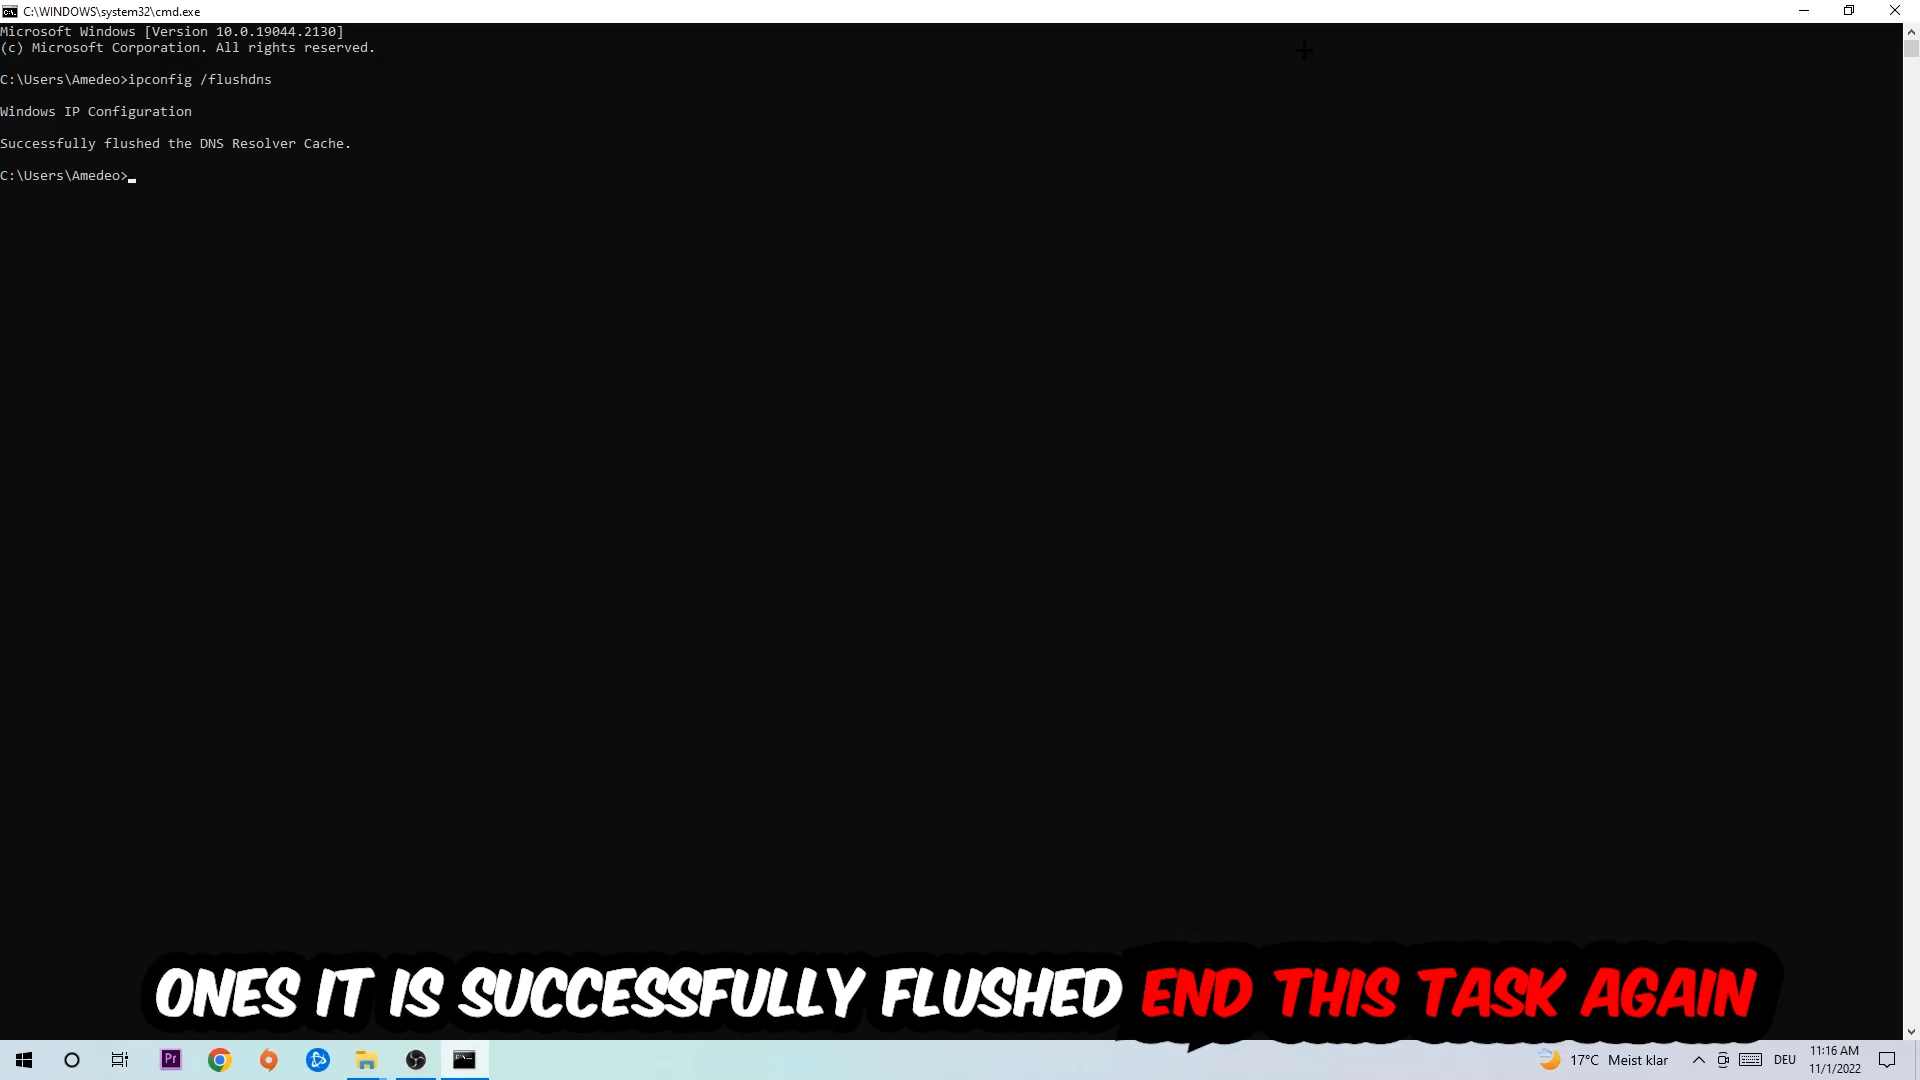 C:\WINDOWS\system32\cmd.exe
Microsoft Windows [Version 10.0.19044.2130]
(c) Microsoft Corporation. All rights reserved.
C:\Users\Amedeo>ipconfig /flushdns
Windows IP Configuration
Successfully flushed the DNS Resolver Cache.
C:\Users\Amedeo>
ONES IT IS SUCCESSFULLY FLUSHED END THIS TASK AGAIN
Pr
17°C Meist klar
DEU
11:16 AM
11/1/2022